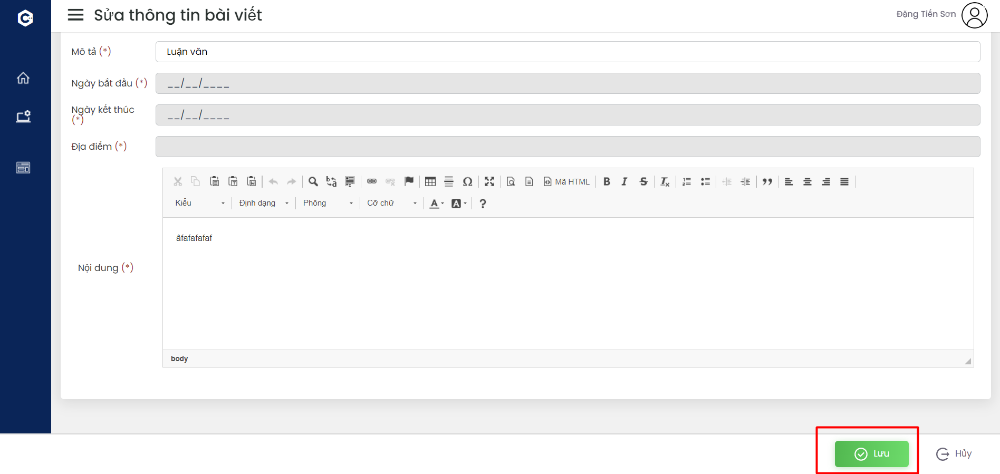 Sửa thông tin bài viết
Đặng Tiến Sơn
Mô tả (*)
Luận văn
Ngày bắt đầu (*)
__/__/____
Ngày kết thúc
(*)
__/__/____
Địa điểm (*)
Mã HTML
Kiểu Định dạng Phông Cỡ chữ
âfafafafaf
Nội dung (*)
body
Lưu
Hủy